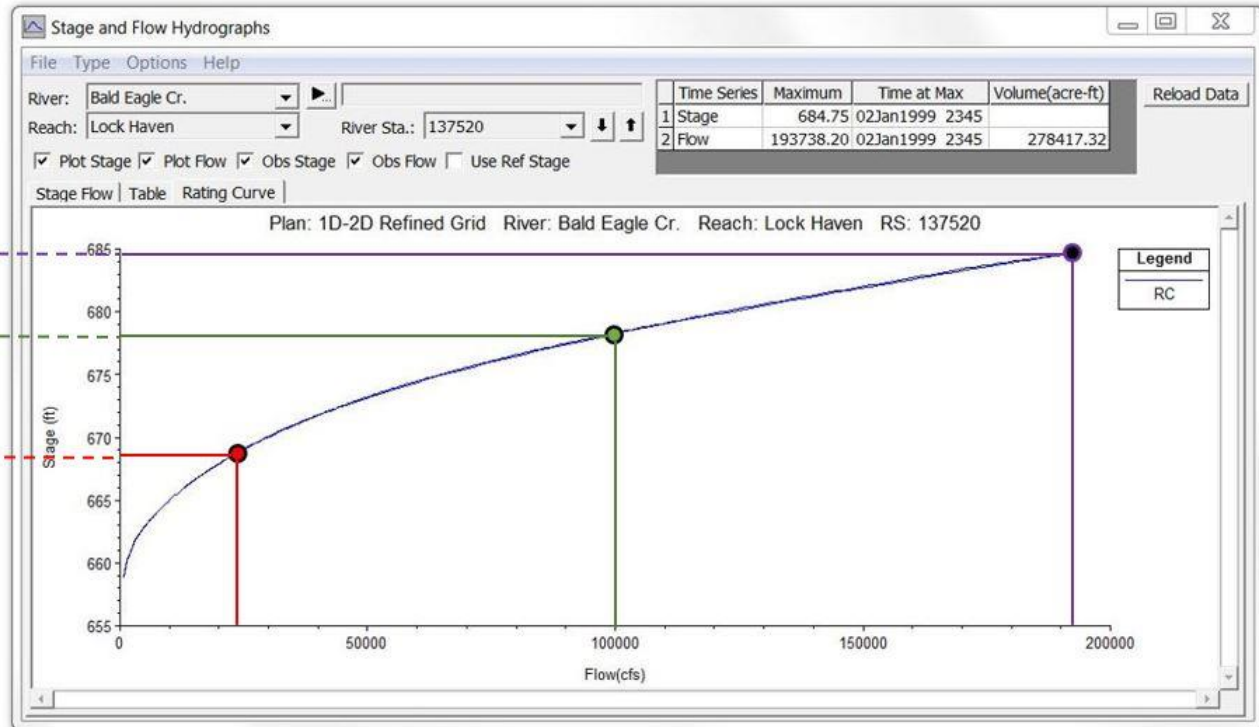 Stage and Flow Hydrographs
File Type Options Help
River: Bald Eagle Cr.
Reach: Lock Haven River Sta.: 137520
Plot Stage Plot Flow Obs Stage Obs Flow Use Ref Stage
Time Series Maximum Time at Max Volume(acre-ft)
1 Stage 684.75 02Jan1999 2345
2 Flow 193738.20 02Jan1999 2345 278417.32
Reload Data
Stage Flow Table Rating Curve
Plan: 1D-2D Refined Grid River: Bald Eagle Cr. Reach: Lock Haven RS: 137520
Legend
RC
685
680
675
670
665
660
655
Stage (ft)
0 50000 100000 150000 200000
Flow(cfs)